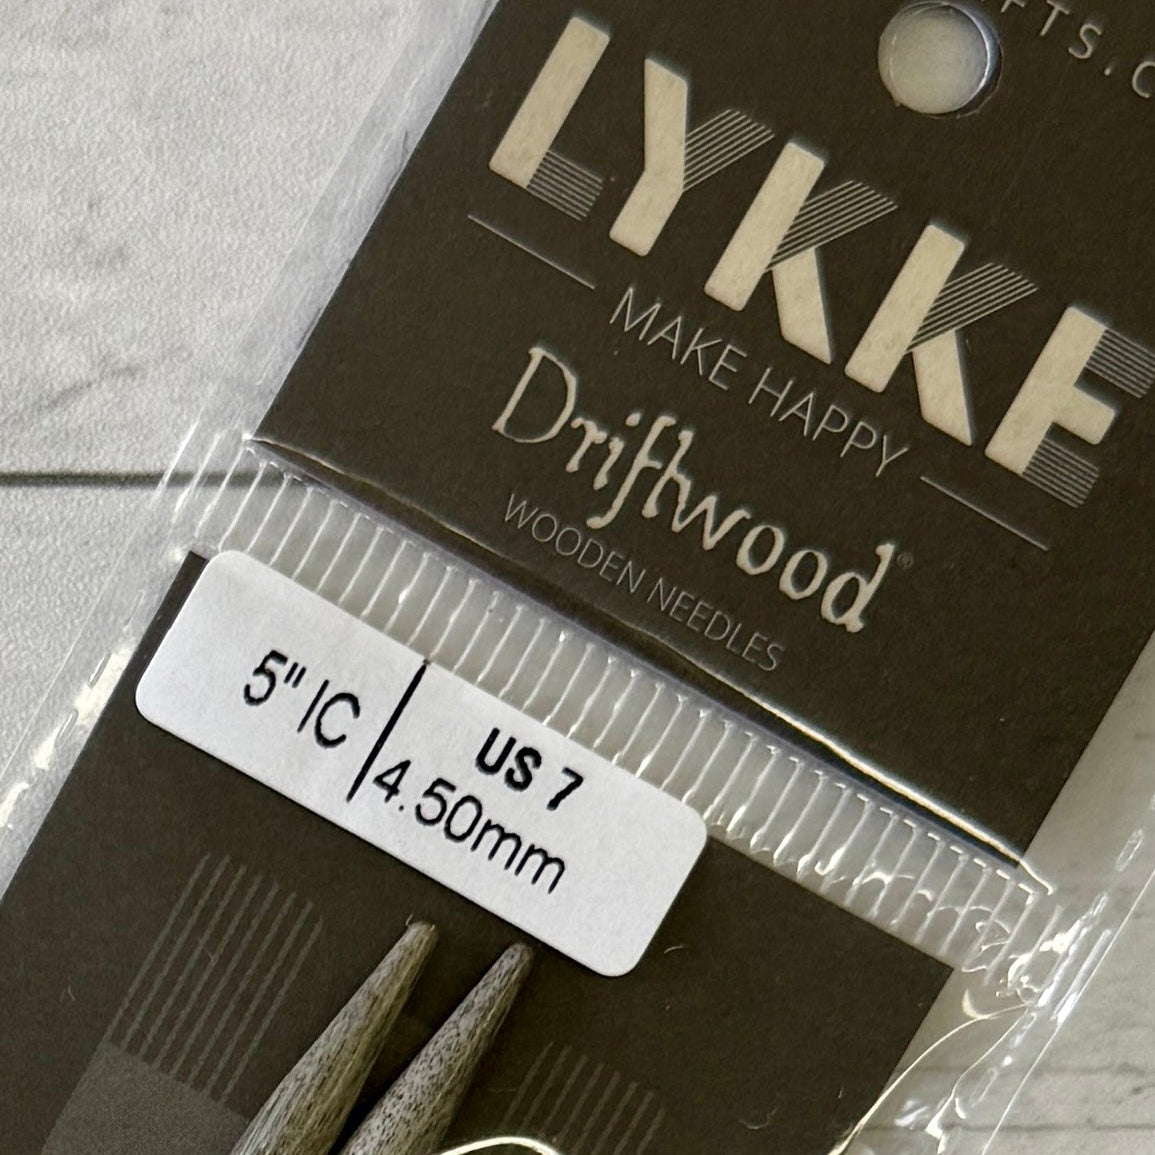 LYKKE
MAKE HAPPY
Driftwood®
WOODEN NEEDLES
5" IC
US 7
4.50mm